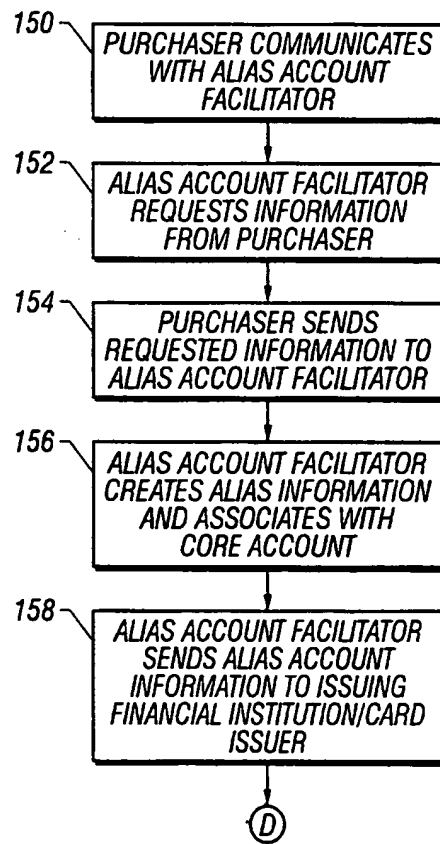 150
PURCHASER COMMUNICATES
WITH ALIAS ACCOUNT
FACILITATOR
152
ALIAS ACCOUNT FACILITATOR
REQUESTS INFORMATION
FROM PURCHASER
154
PURCHASER SENDS
REQUESTED INFORMATION TO
ALIAS ACCOUNT FACILITATOR
156
ALIAS ACCOUNT FACILITATOR
CREATES ALIAS INFORMATION
AND ASSOCIATES WITH
CORE ACCOUNT
158
ALIAS ACCOUNT FACILITATOR
SENDS ALIAS ACCOUNT
INFORMATION TO ISSUING
FINANCIAL INSTITUTION/CARD
ISSUER
D